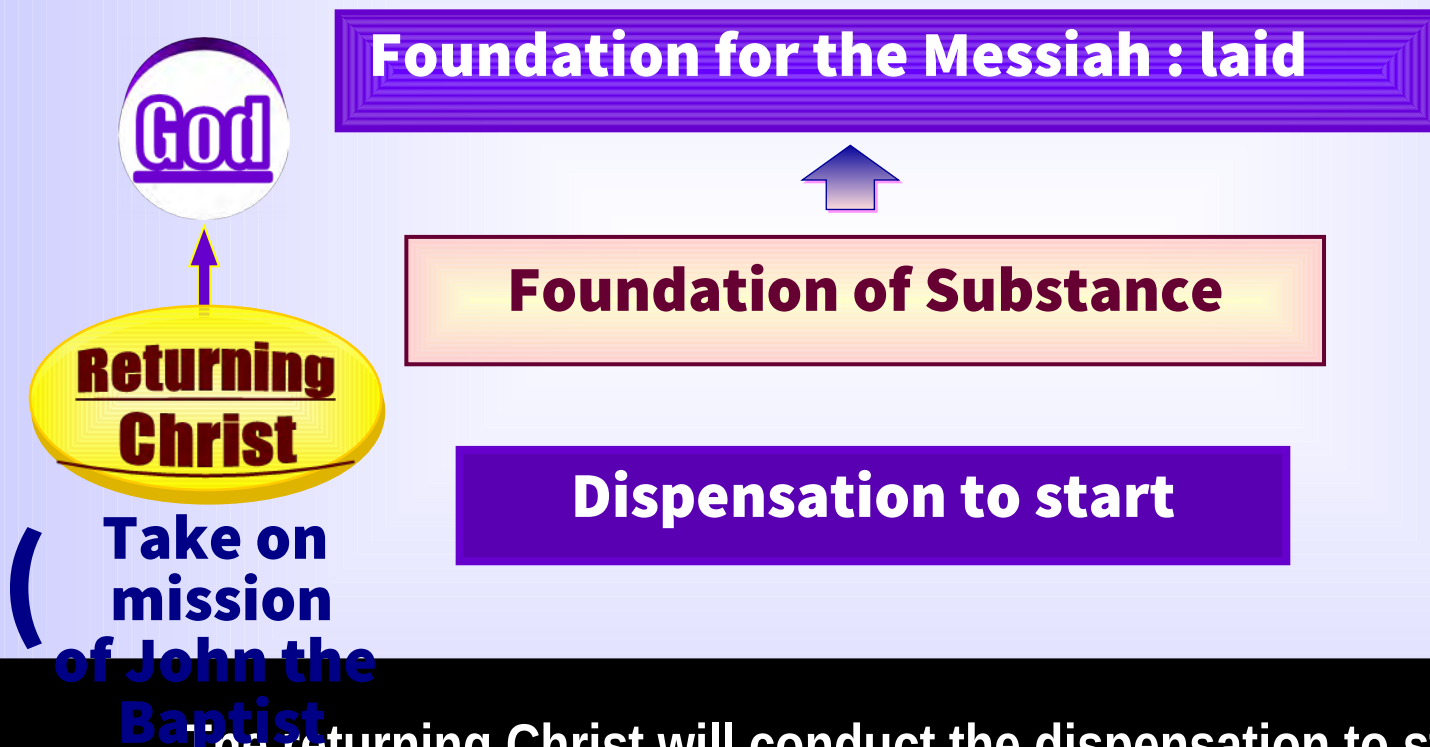 Foundation for the Messiah : laid
God
Foundation of Substance
Returning
Christ
Dispensation to start
(
Take on
mission
of John the
Baptist
The returning Christ will conduct the dispensation to